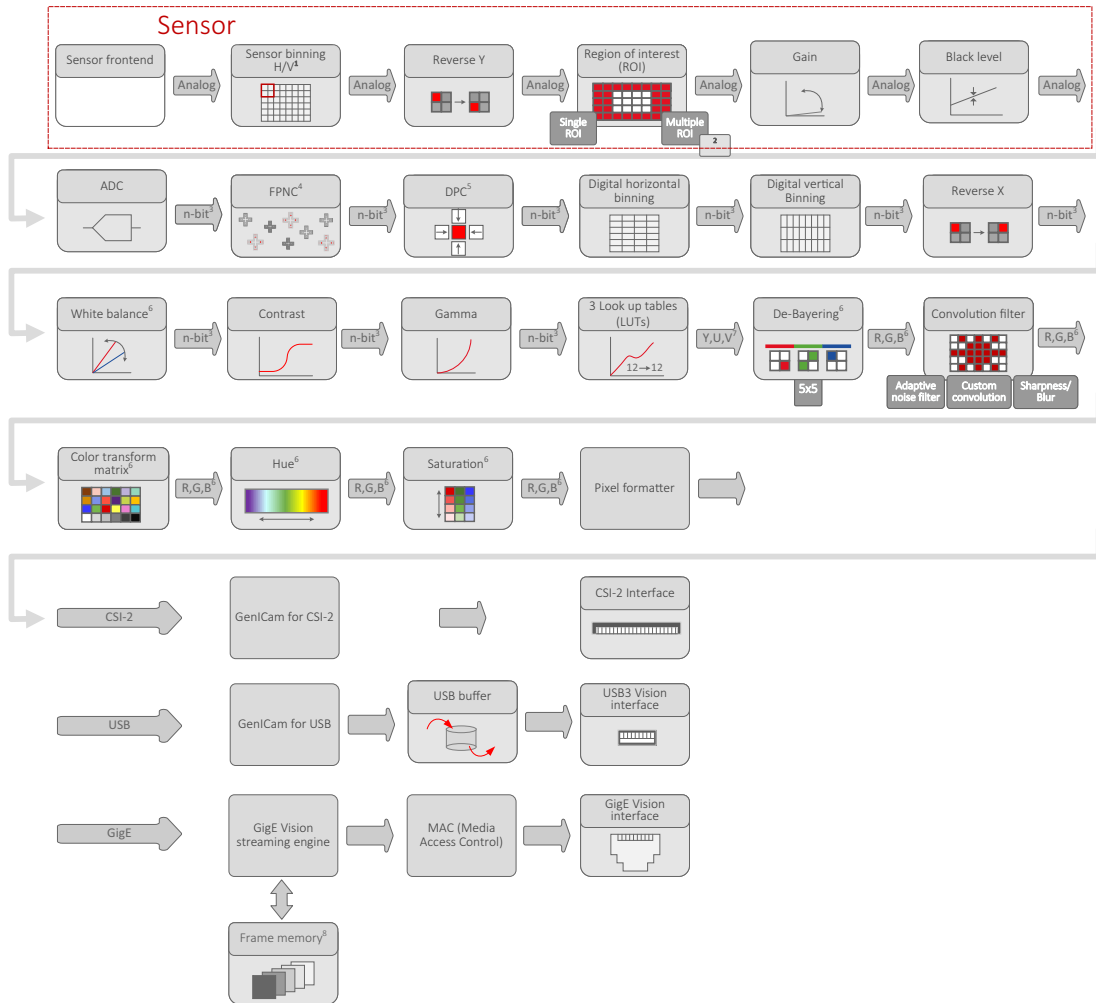 Sensor
Sensor frontend
Analog
Sensor binning
H/V¹
Analog
Reverse Y
Analog
Region of interest
(ROI)
Single
ROI
Multiple
ROI
2
Analog
Gain
Analog
Black level
Analog
ADC
n-bit³
FPNC⁴
n-bit³
DPC⁵
n-bit³
Digital horizontal
binning
n-bit³
Digital vertical
Binning
n-bit³
Reverse X
n-bit³
White balance⁶
n-bit³
Contrast
n-bit³
Gamma
n-bit³
3 Look up tables
(LUTs)
12→12
Y,U,V⁷
De-Bayering⁶
5x5
R,G,B⁶
Convolution filter
Adaptive
noise filter
Custom
convolution
Sharpness/
Blur
R,G,B⁶
Color transform
matrix⁶
R,G,B⁶
Hue⁶
R,G,B⁶
Saturation⁶
R,G,B⁶
Pixel formatter
CSI-2
GenICam for CSI-2
CSI-2 Interface
USB
GenICam for USB
USB buffer
USB3 Vision
interface
GigE
GigE Vision
streaming engine
MAC (Media
Access Control)
GigE Vision
interface
Frame memory⁸